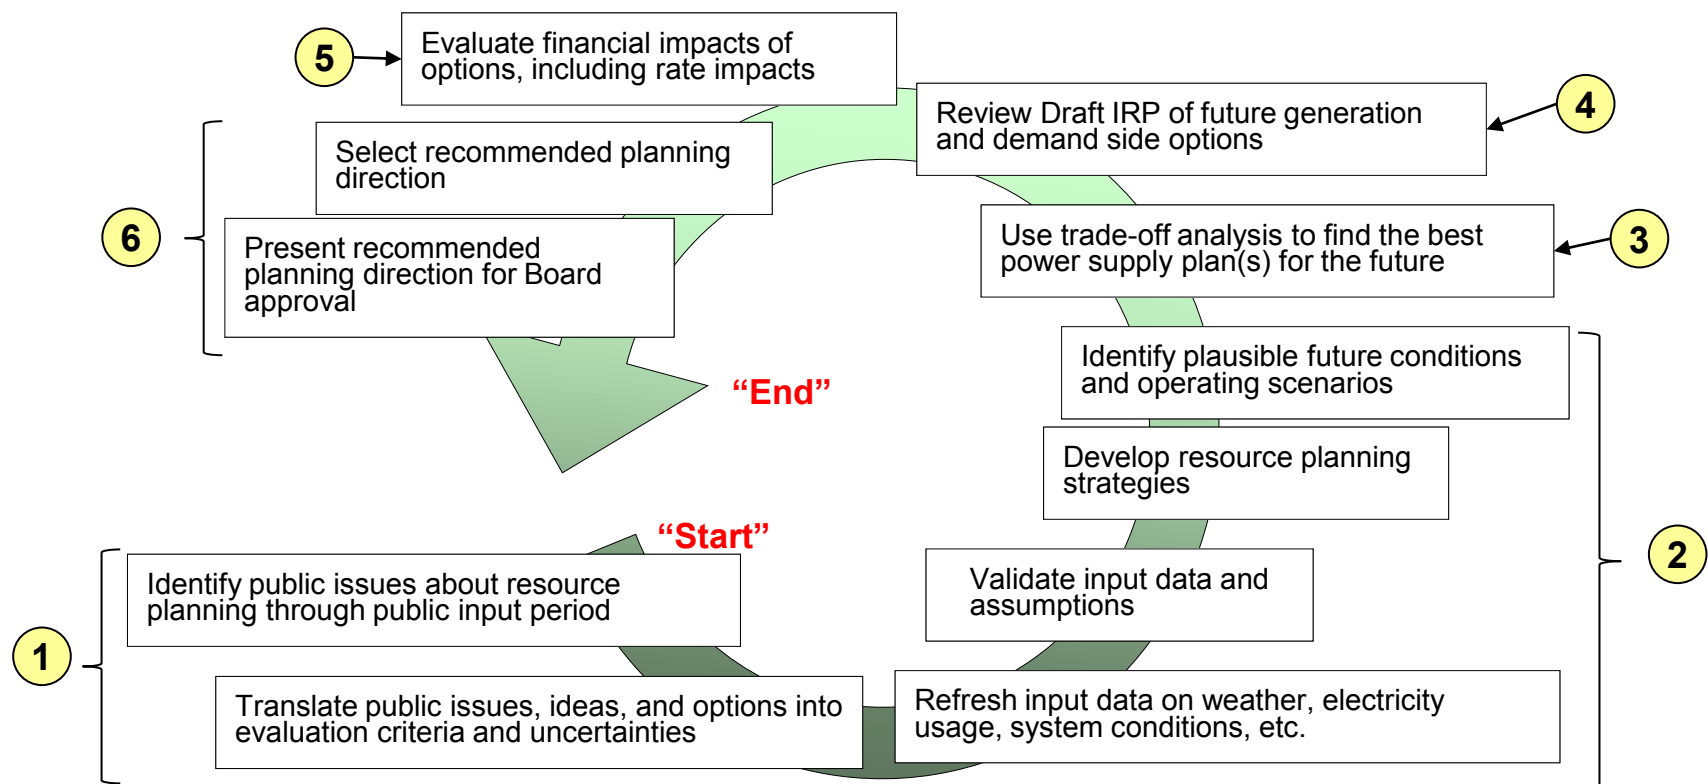 5
Evaluate financial impacts of
options, including rate impacts
4
Review Draft IRP of future generation
and demand side options
Select recommended planning
direction
6
Present recommended
planning direction for Board
approval
3
Use trade-off analysis to find the best
power supply plan(s) for the future
Identify plausible future conditions
and operating scenarios
“End”
Develop resource planning
strategies
“Start”
2
Validate input data and
assumptions
1
Identify public issues about resource
planning through public input period
Translate public issues, ideas, and options into
evaluation criteria and uncertainties
Refresh input data on weather, electricity
usage, system conditions, etc.